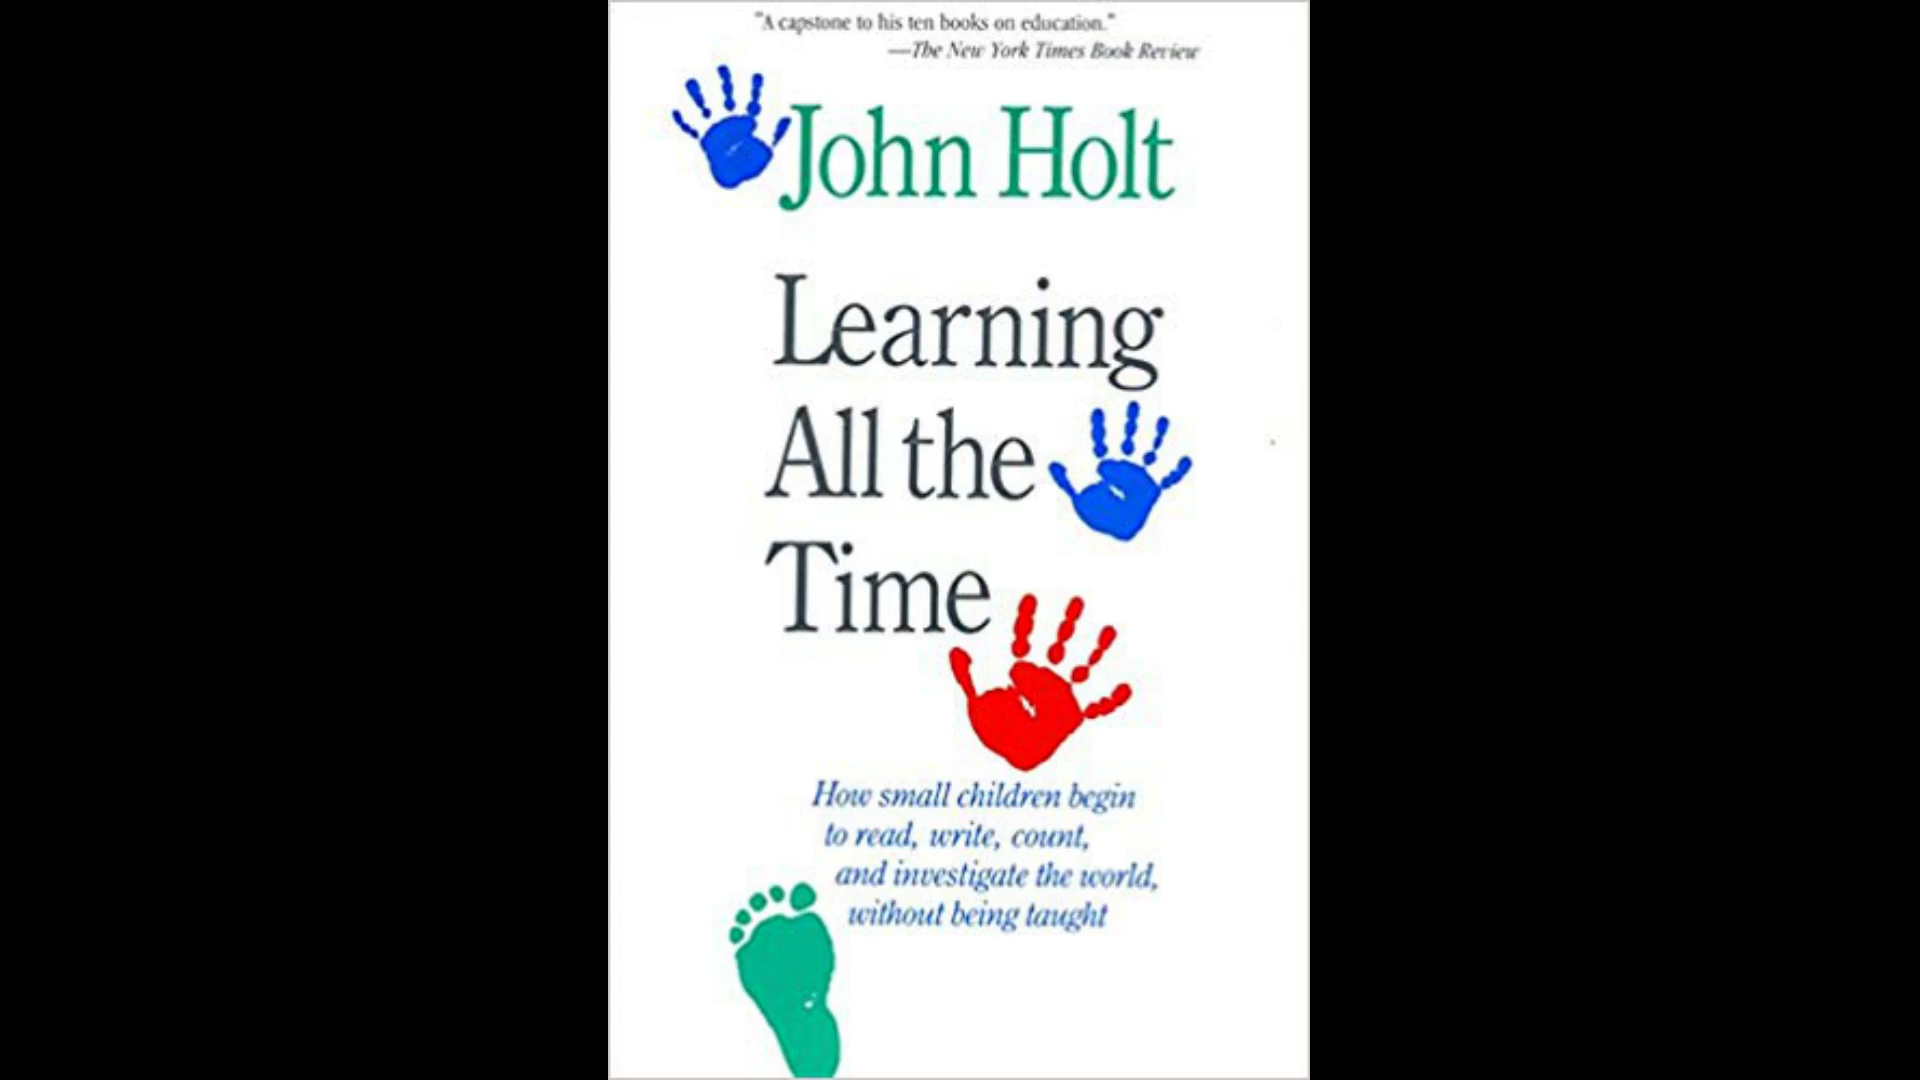 "A capstone to his ten books on education."
—The New York Times Book Review
John Holt
Learning
All the
Time
How small children begin
to read, write, count,
and investigate the world,
without being taught